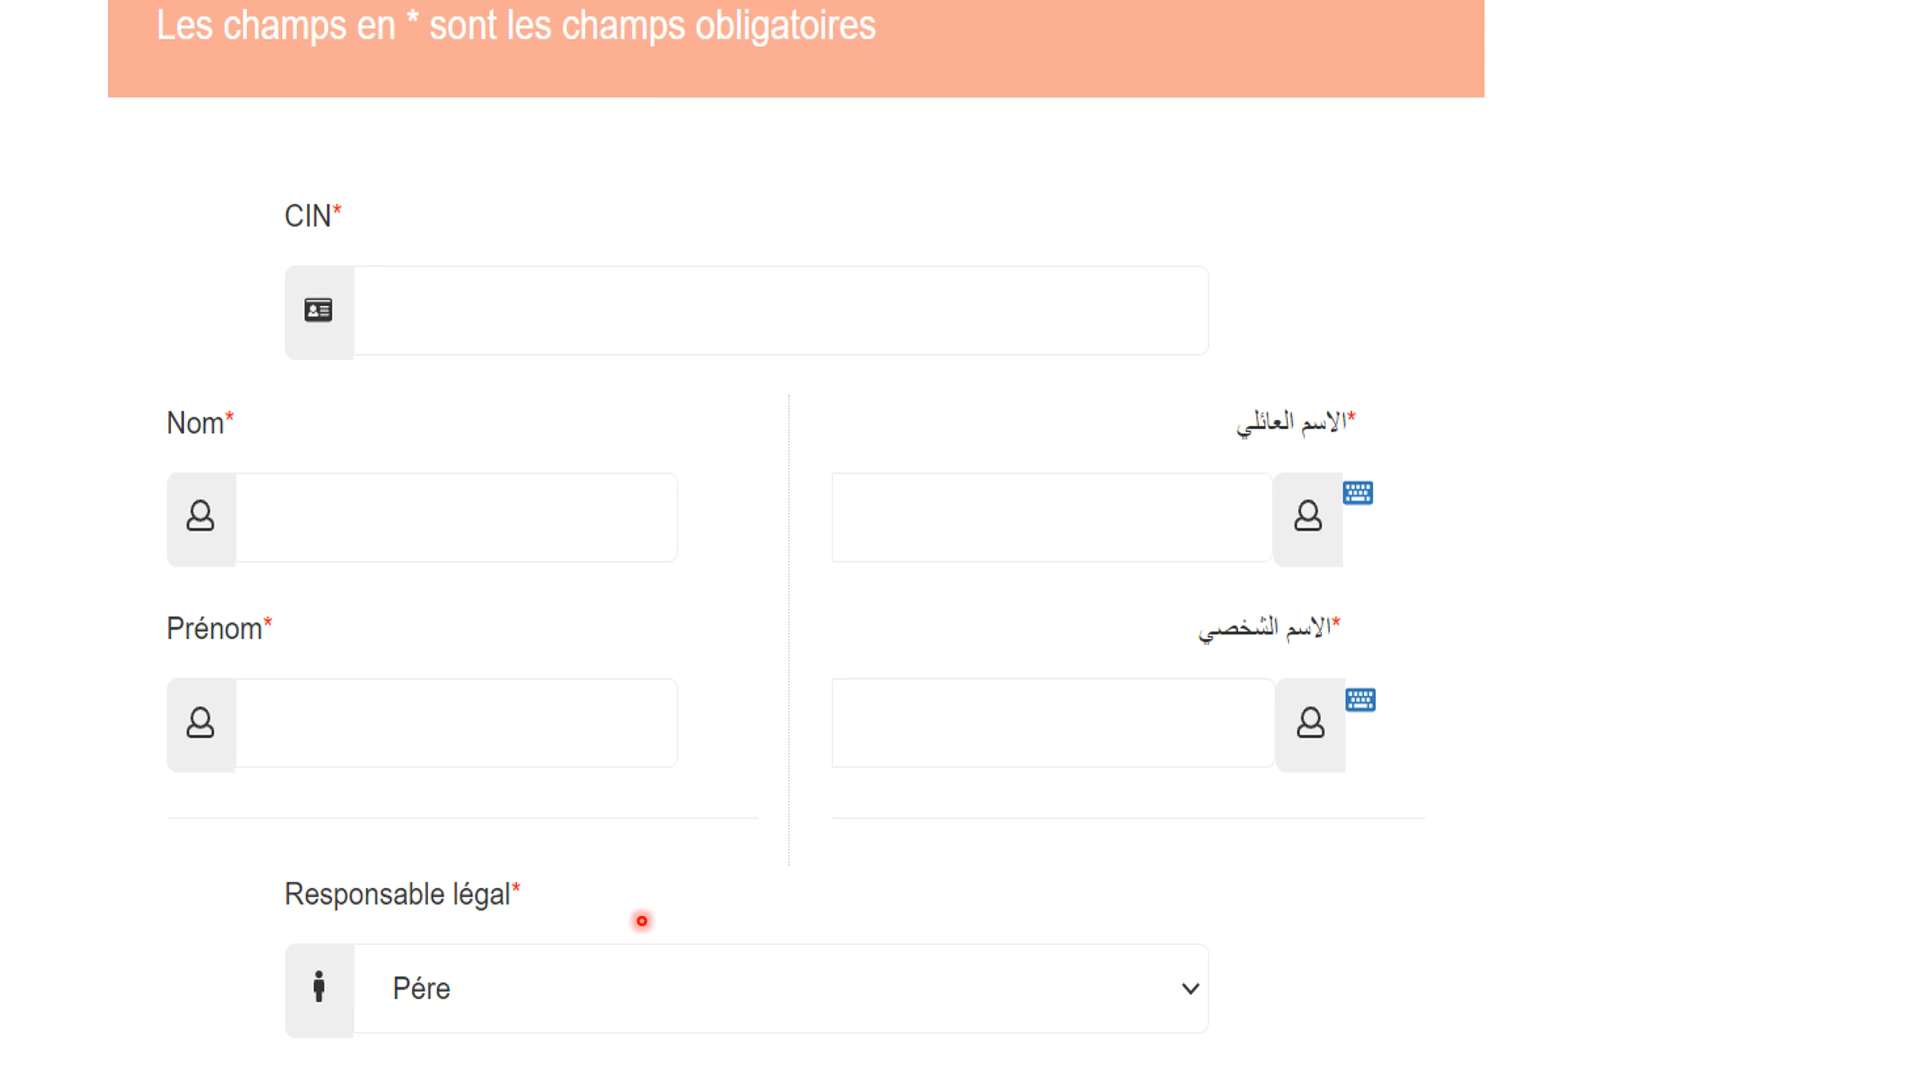 Les champs en * sont les champs obligatoires
CIN*
Nom*
*الاسم العائلي
Prénom*
*الاسم الشخصي
Responsable légal*
Pére